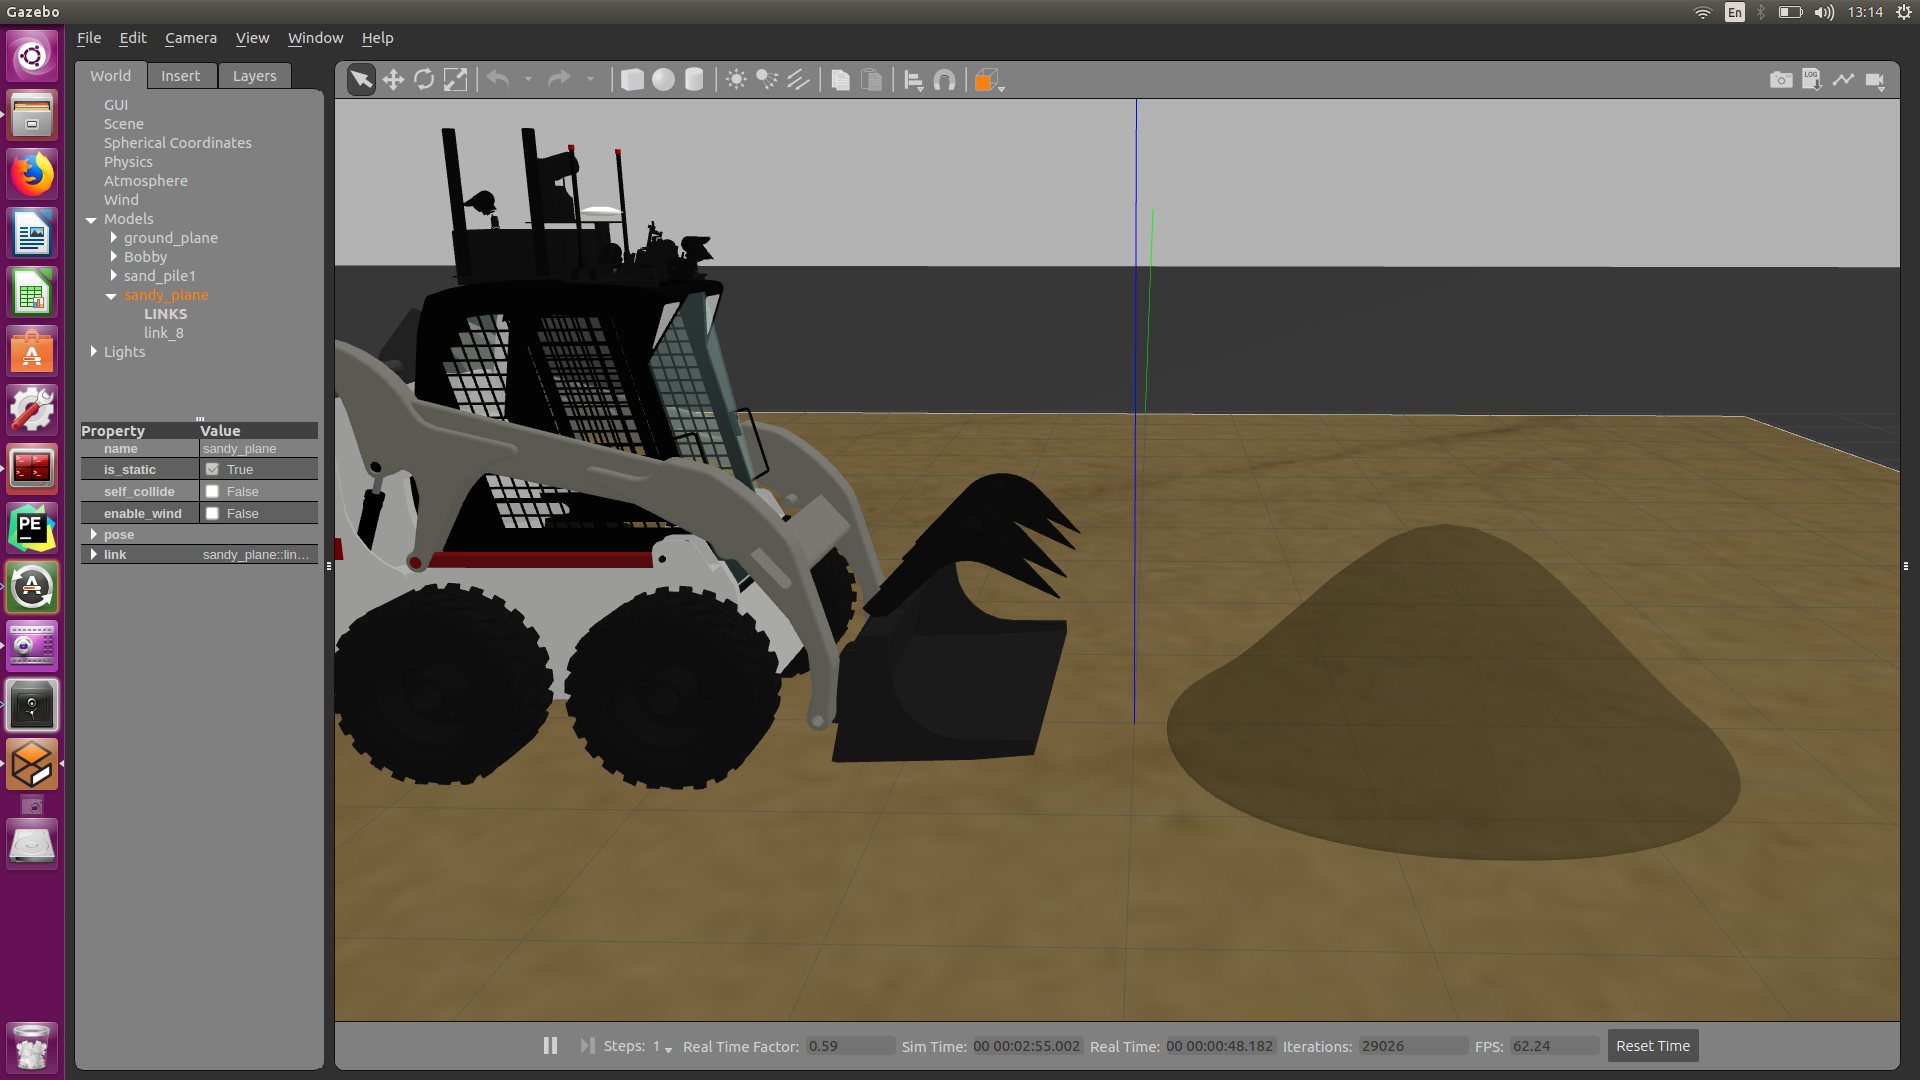 Gazebo
En
13:14
File Edit Camera View Window Help
World Insert Layers
LOG
GUI
Scene
Spherical Coordinates
Physics
Atmosphere
Wind
Models
ground_plane
Bobby
sand_pile1
sandy_plane
LINKS
link_8
Lights
Property Value
name sandy_plane
is_static True
self_collide False
enable_wind False
pose
link sandy_plane::lin...
PE
Steps: 1 Real Time Factor: 0.59 Sim Time: 00 00:02:55.002 Real Time: 00 00:00:48.182 Iterations: 29026 FPS: 62.24 Reset Time